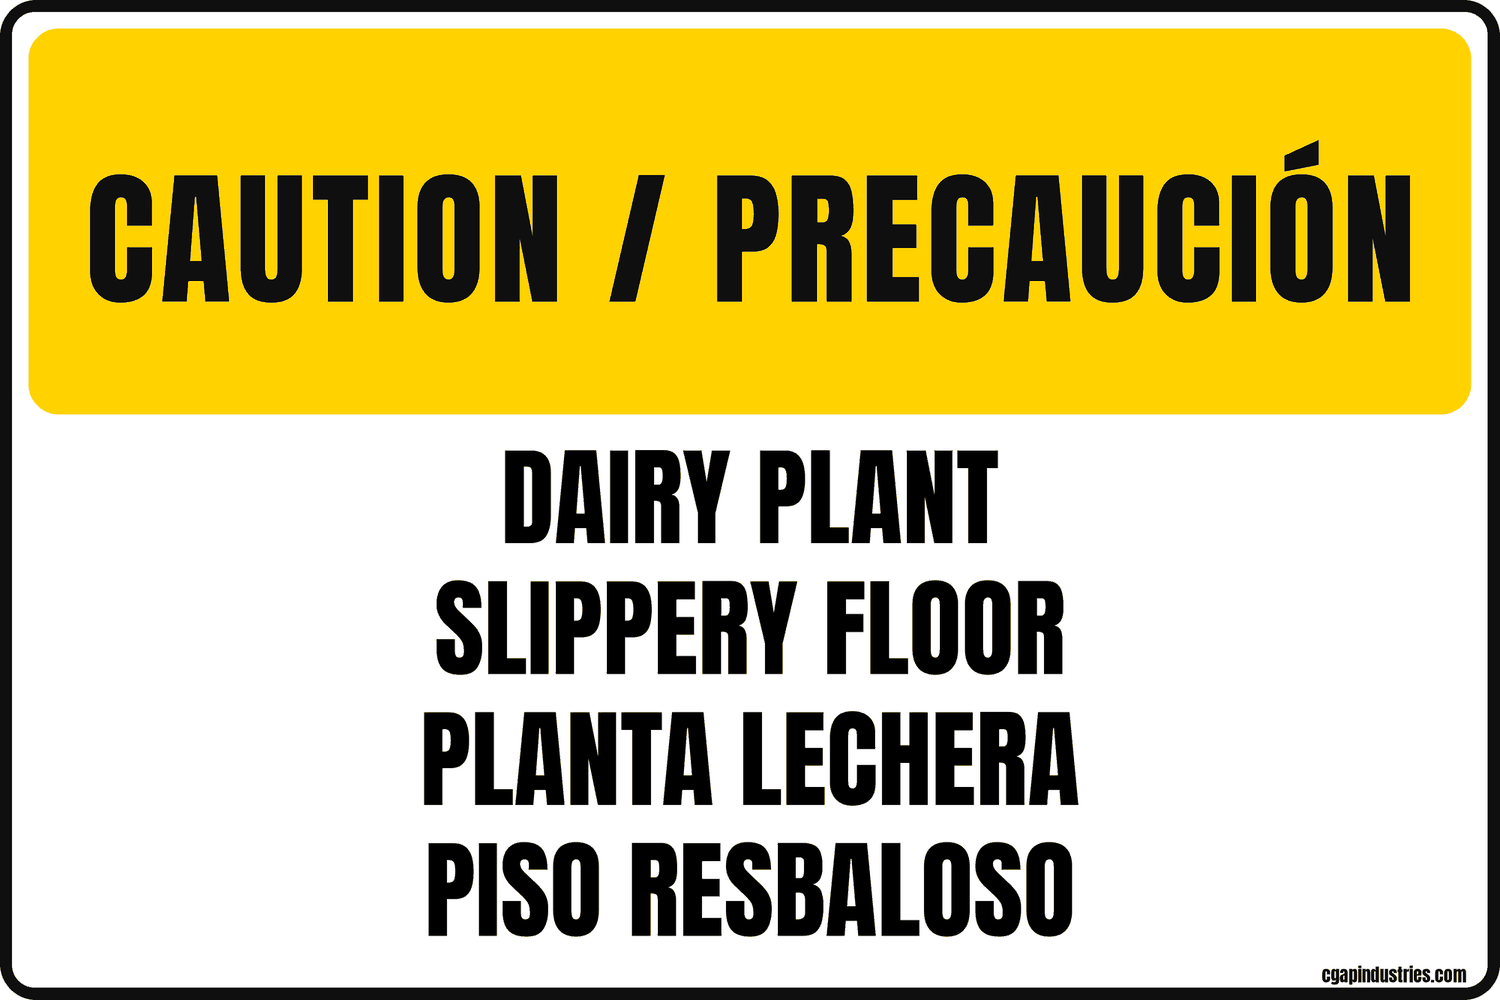 CAUTION / PRECAUCIÓN
DAIRY PLANT
SLIPPERY FLOOR
PLANTA LECHERA
PISO RESBALOSO
cgapindustries.com